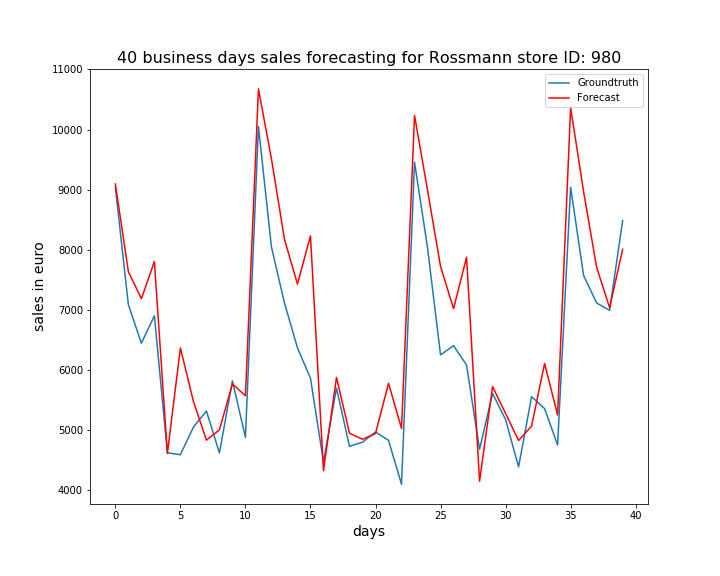 40 business days sales forecasting for Rossmann store ID: 980
Groundtruth
Forecast
11000
10000
9000
8000
7000
6000
5000
4000
sales in euro
0 5 10 15 20 25 30 35 40
days